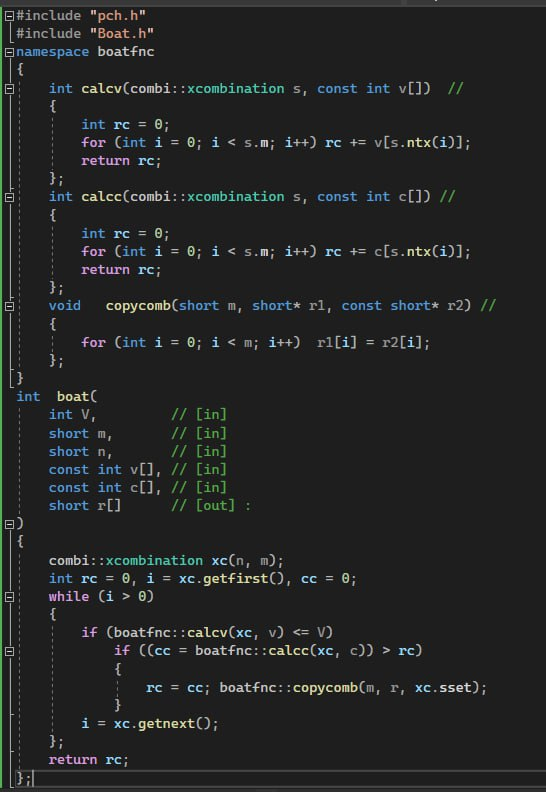 #include "pch.h"
#include "Boat.h"
namespace boatfnc
{
    int calcv(combi::xcombination s, const int v[])  //
    {
        int rc = 0;
        for (int i = 0; i < s.m; i++) rc += v[s.ntx(i)];
        return rc;
    };
    int calcc(combi::xcombination s, const int c[]) //
    {
        int rc = 0;
        for (int i = 0; i < s.m; i++) rc += c[s.ntx(i)];
        return rc;
    };
    void   copycomb(short m, short* r1, const short* r2) //
    {
        for (int i = 0; i < m; i++)  r1[i] = r2[i];
    };
}
int  boat(
    int V,         // [in]
    short m,       // [in]
    short n,       // [in]
    const int v[], // [in]
    const int c[], // [in]
    short r[]      // [out] :
)
{
    combi::xcombination xc(n, m);
    int rc = 0, i = xc.getfirst(), cc = 0;
    while (i > 0)
    {
        if (boatfnc::calcv(xc, v) <= V)
            if ((cc = boatfnc::calcc(xc, c)) > rc)
            {
                rc = cc; boatfnc::copycomb(m, r, xc.sset);
            }
        i = xc.getnext();
    };
    return rc;
};